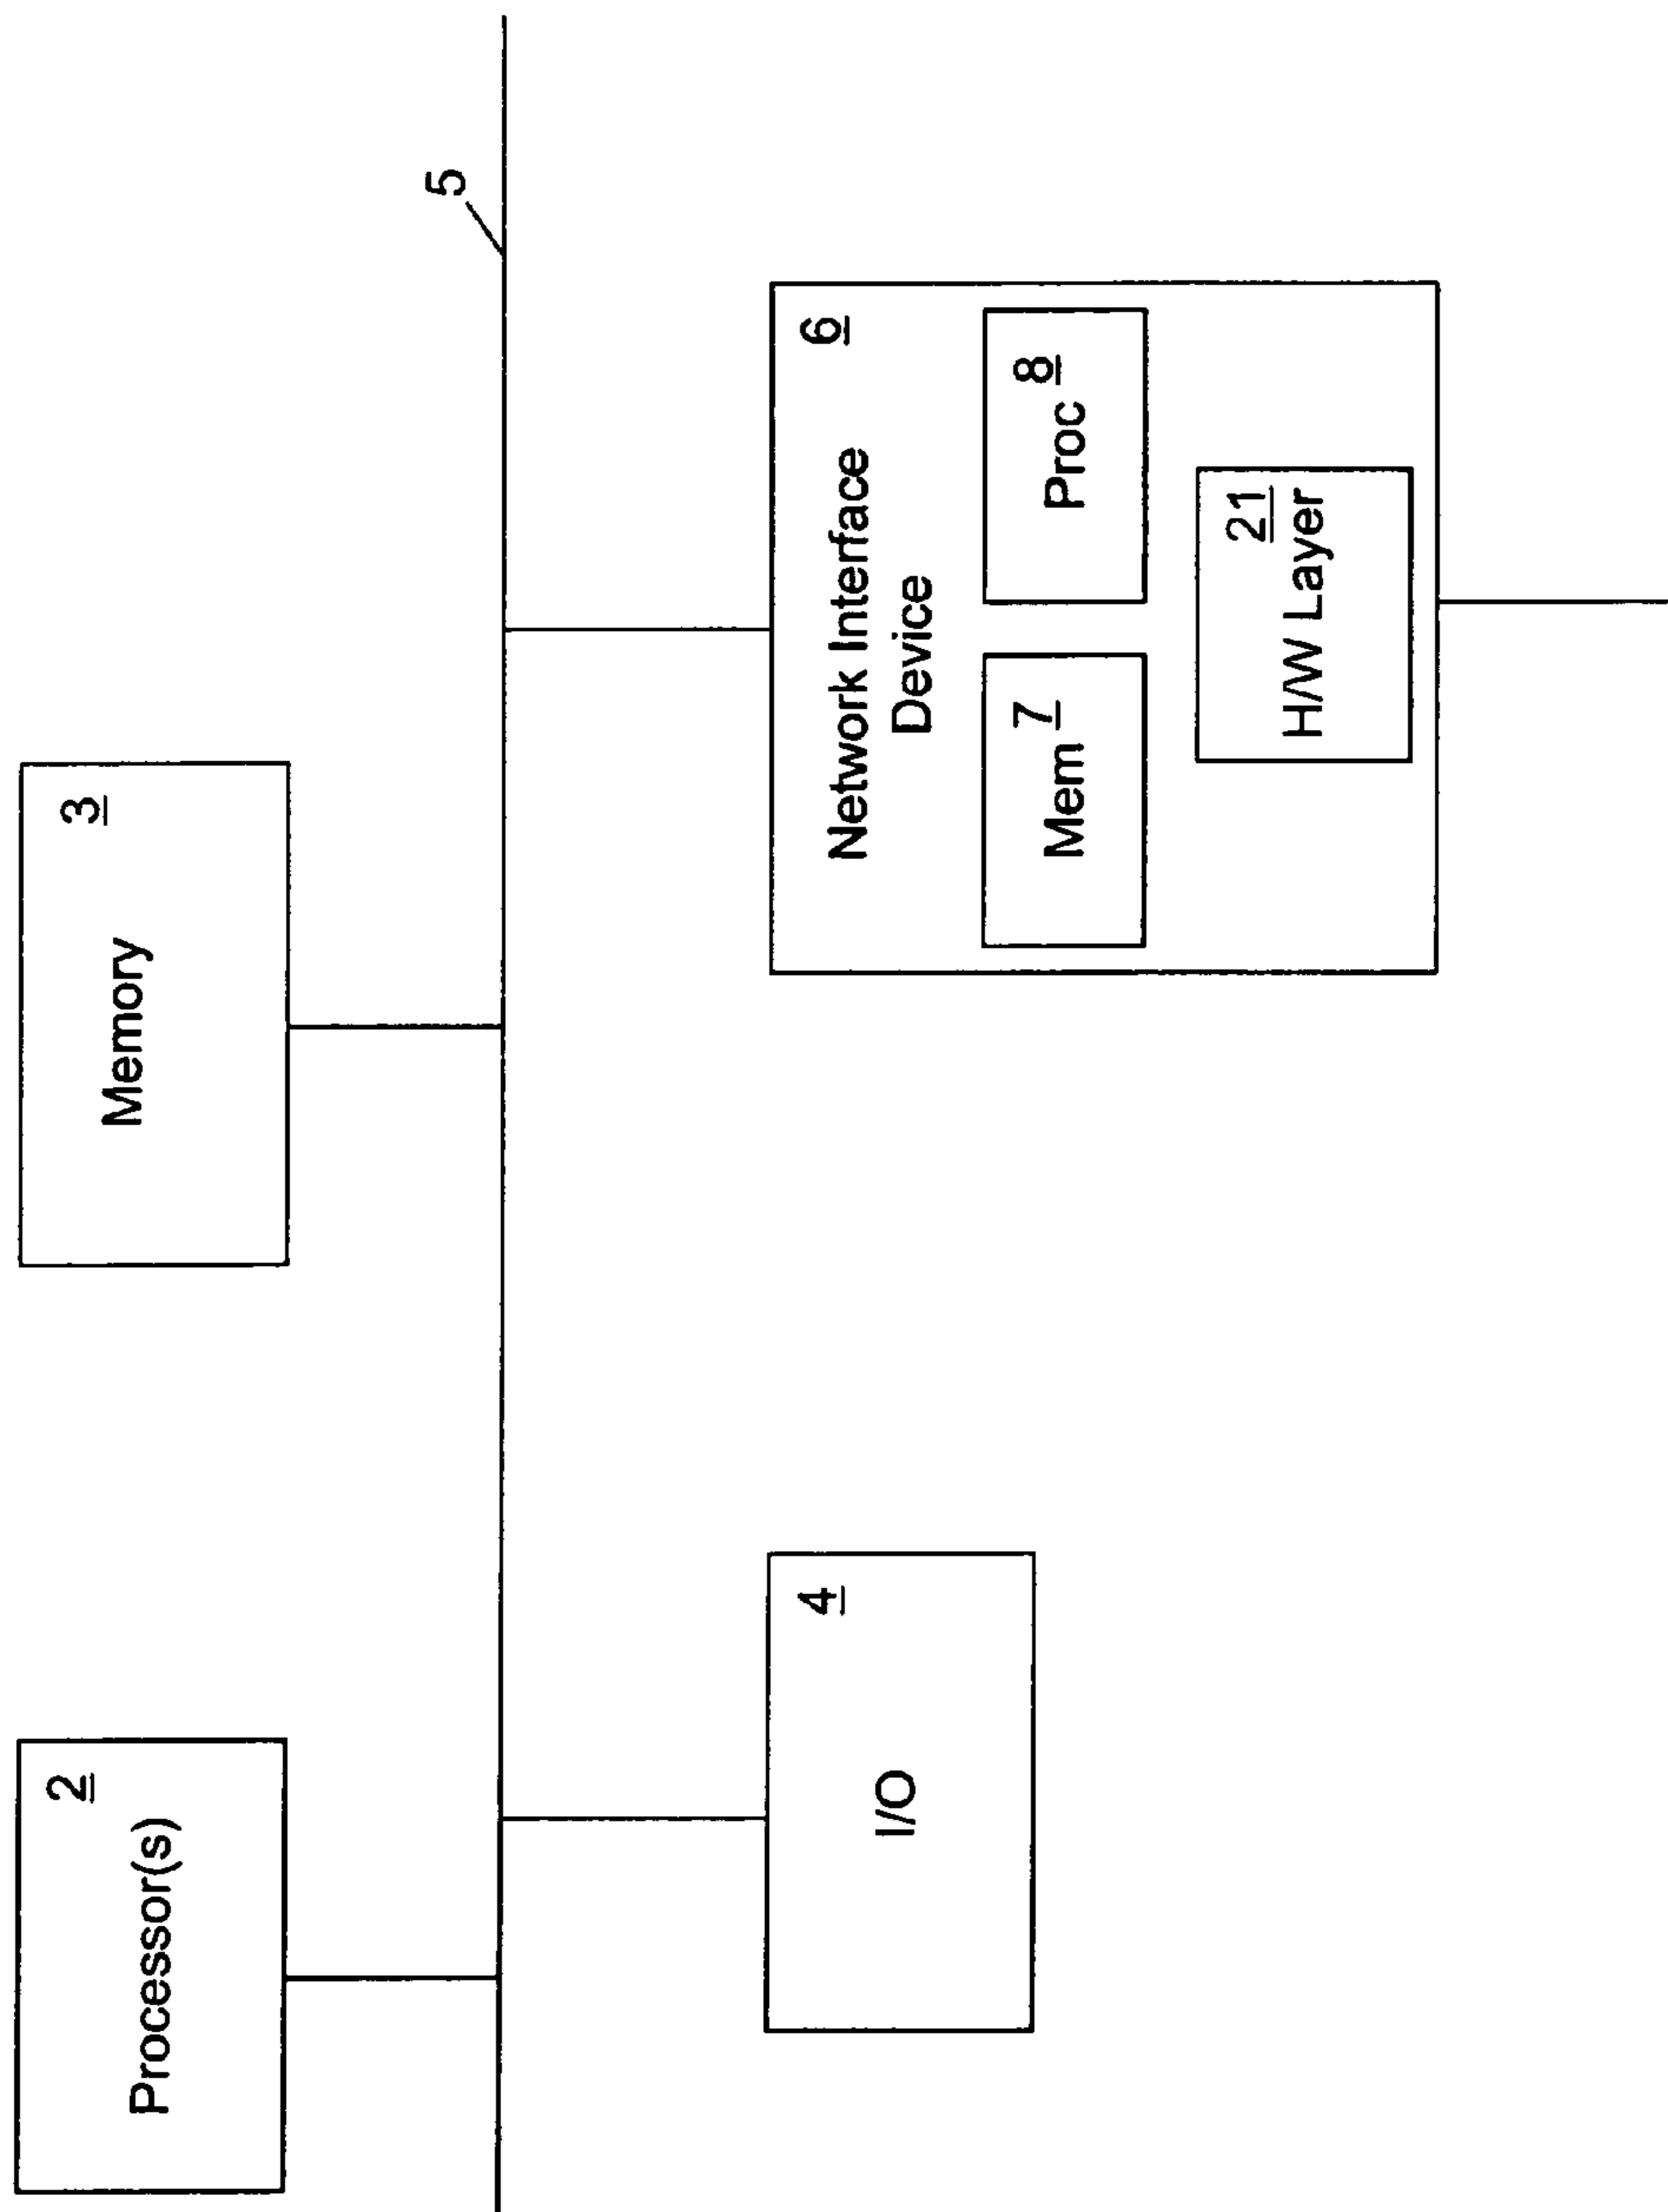 2
Processor(s)
3
Memory
5
4
I/O
6
Network Interface
Device
7
Mem
8
Proc
21
H/W Layer